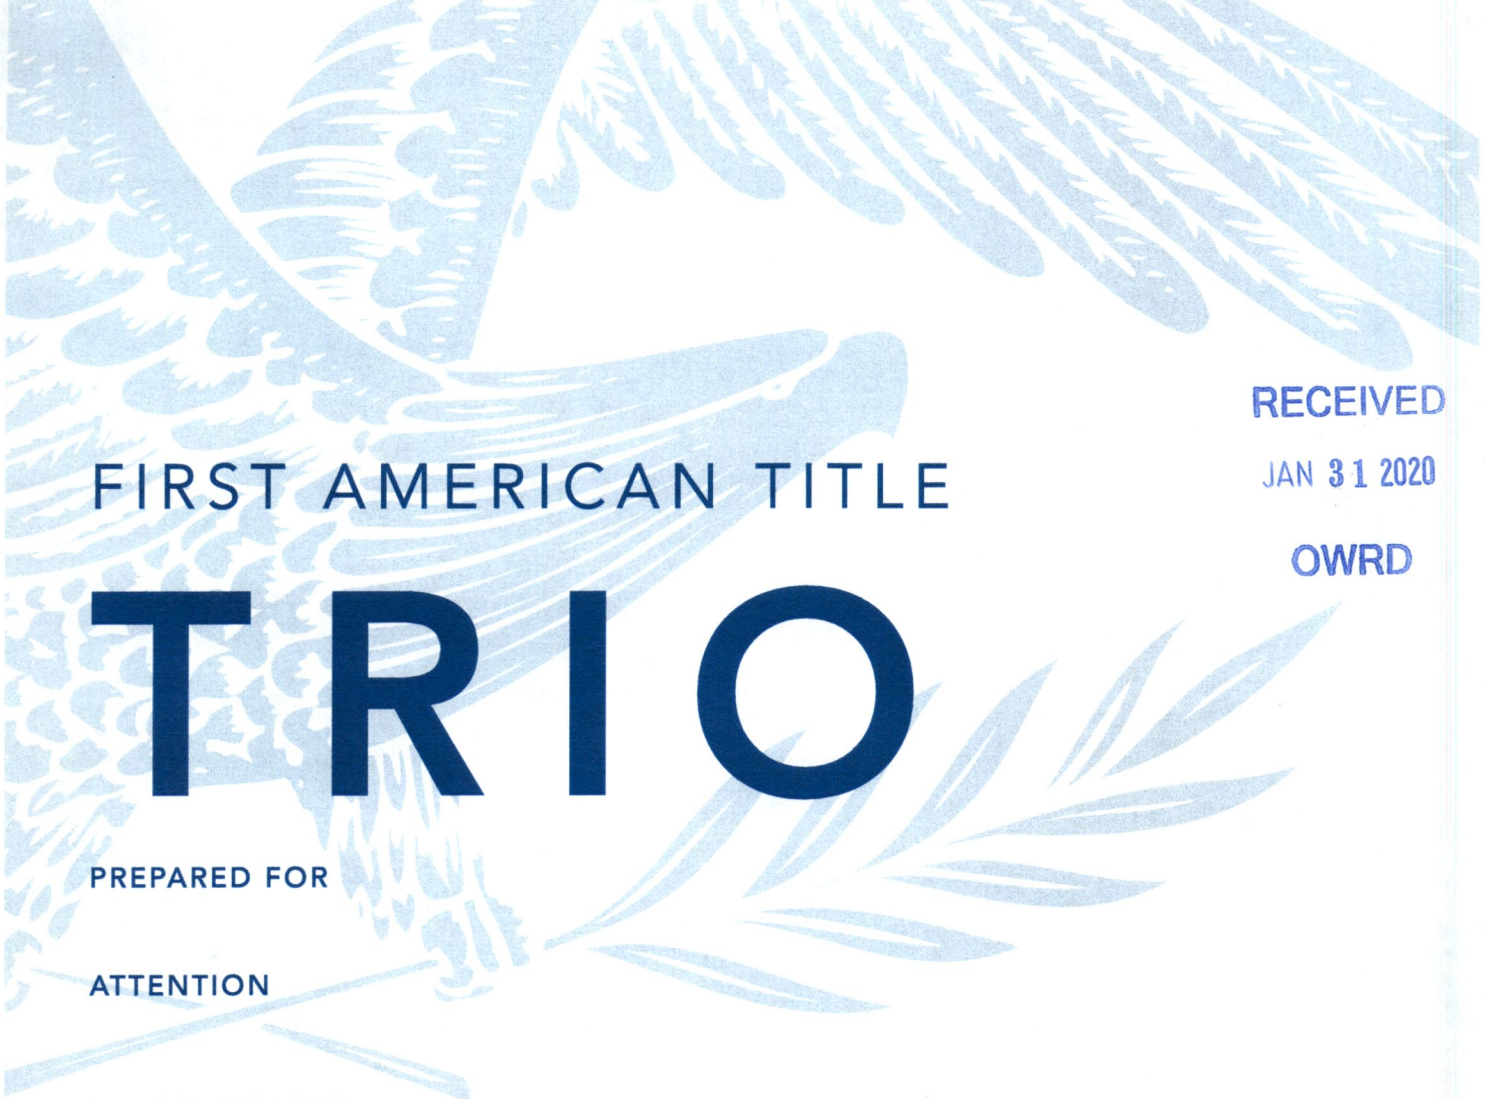 RECEIVED
JAN 31 2020
OWRD
FIRST AMERICAN TITLE
TRIO
PREPARED FOR
ATTENTION